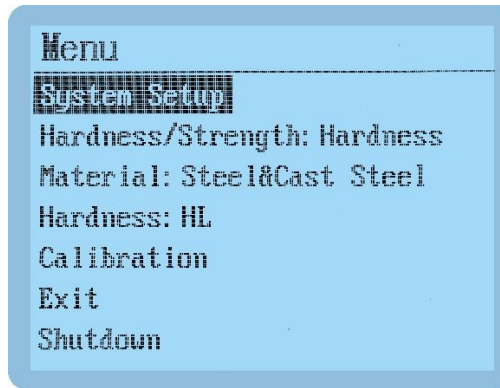 Menu
System Setup
Hardness/Strength: Hardness
Material: Steel&Cast Steel
Hardness: HL
Calibration
Exit
Shutdown